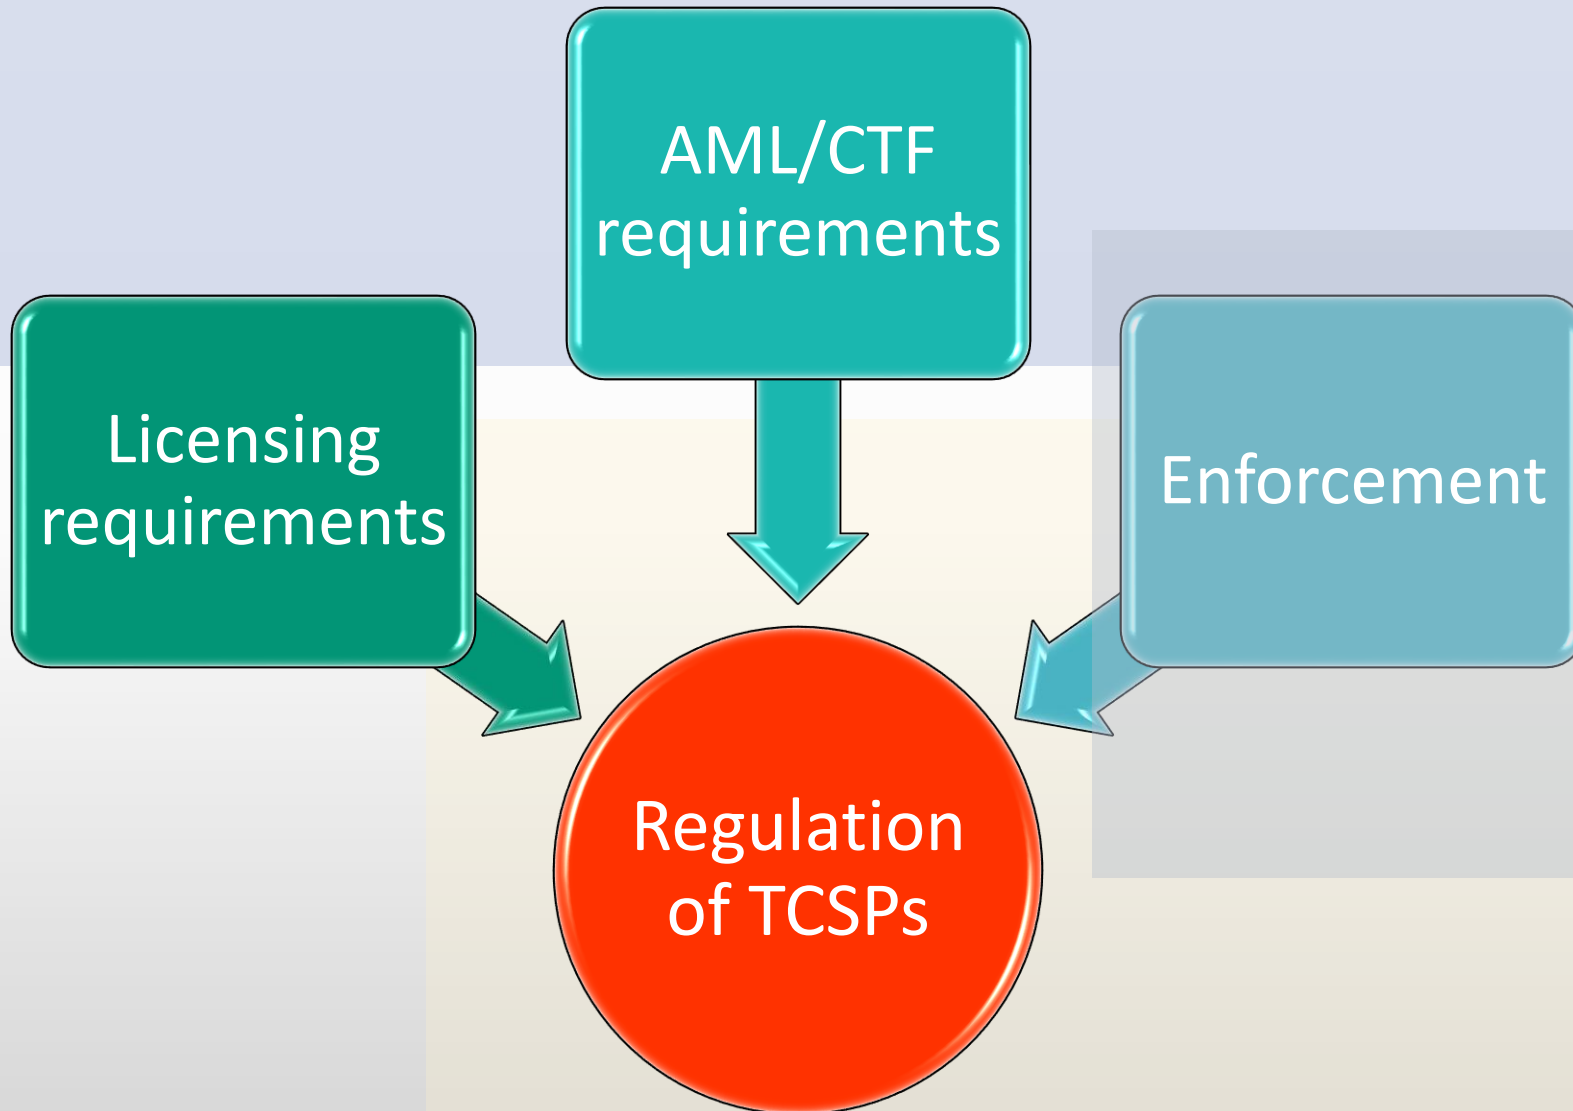 AML/CTF
requirements
Licensing
requirements
Enforcement
Regulation
of TCSPs